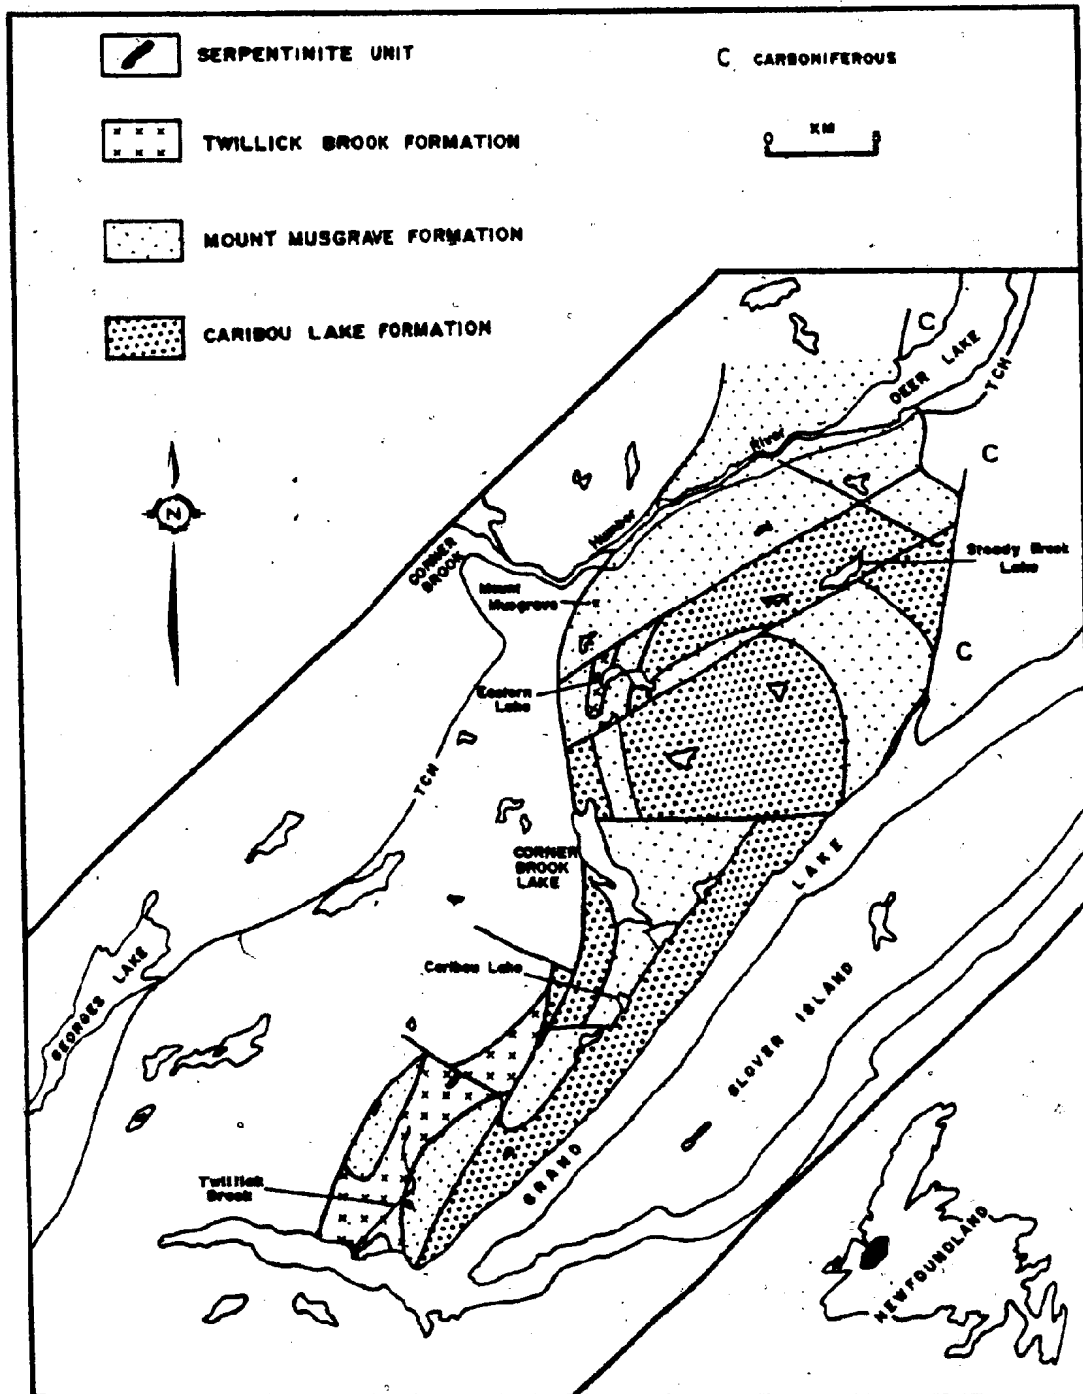 SERPENTINITE UNIT
C CARBONIFEROUS
TWILLICK BROOK FORMATION
KM
0
MOUNT MUSGRAVE FORMATION
CARIBOU LAKE FORMATION
N
C
DEER LAKE
TCH
River
C
Humber
CORNER
BROOK
Steady Brook
Lake
Mount
Musgrave
C
Eastern
Lake
TCH
CORNER
BROOK
LAKE
LAKE
Caribou Lake
GEORGES LAKE
GLOVER ISLAND
GRAND
Twillick
Brook
NEWFOUNDLAND